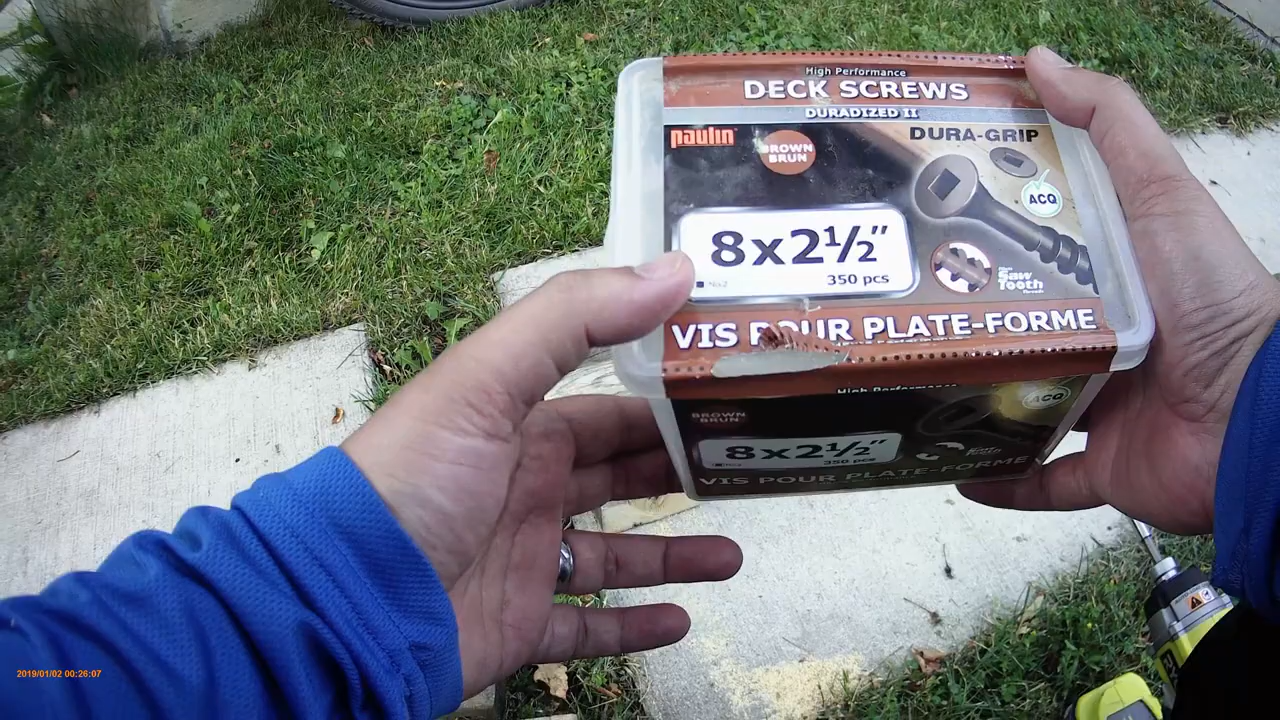 High Performance
DECK SCREWS
DURADIZED II
paulin
BROWN
BRUN
DURA-GRIP
ACQ
8x2½"
No.2
350 pcs
Saw
Tooth
VIS POUR PLATE-FORME
High Performance
BROWN
BRUN
ACQ
8x2½"
350 pcs
VIS POUR PLATE-FORME
2019/01/02 00:26:07